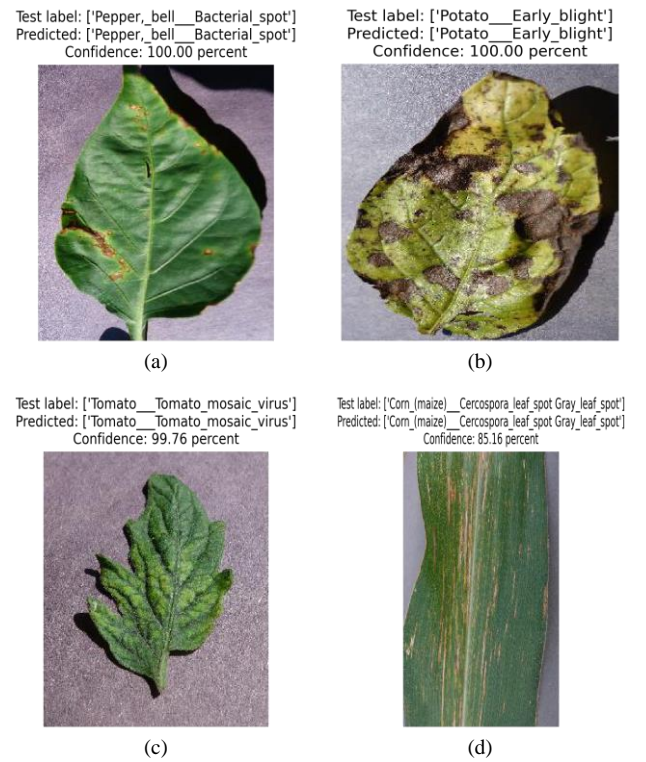 Test label: ['Pepper,_bell___Bacterial_spot']
Predicted: ['Pepper,_bell___Bacterial_spot']
Confidence: 100.00 percent
(a)
Test label: ['Potato___Early_blight']
Predicted: ['Potato___Early_blight']
Confidence: 100.00 percent
(b)
Test label: ['Tomato___Tomato_mosaic_virus']
Predicted: ['Tomato___Tomato_mosaic_virus']
Confidence: 99.76 percent
(c)
Test label: ['Corn_(maize)___Cercospora_leaf_spot Gray_leaf_spot']
Predicted: ['Corn_(maize)___Cercospora_leaf_spot Gray_leaf_spot']
Confidence: 85.16 percent
(d)